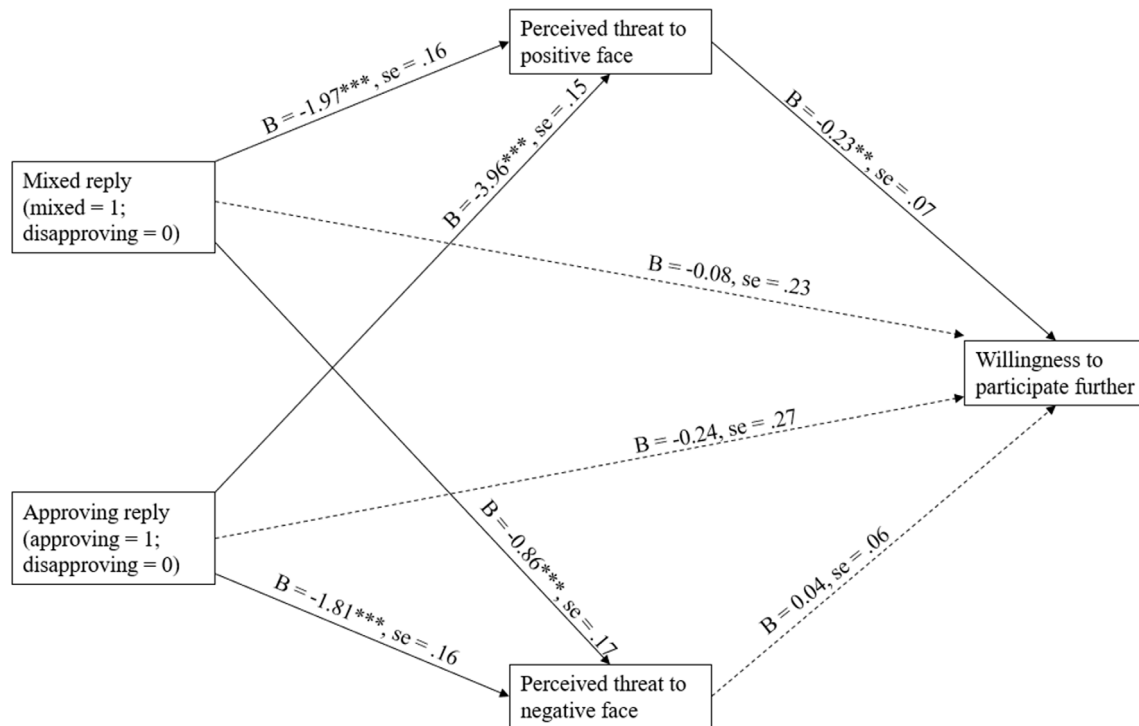 Perceived threat to
positive face
B = -1.97***, se = .16
B = -3.96***, se = .15
B = -0.23**, se = .07
Mixed reply
(mixed = 1;
disapproving = 0)
B = -0.08, se = .23
Willingness to
participate further
B = -0.24, se = .27
Approving reply
(approving = 1;
disapproving = 0)
B = -0.86***, se = .17
B = 0.04, se = .06
B = -1.81***, se = .16
Perceived threat to
negative face